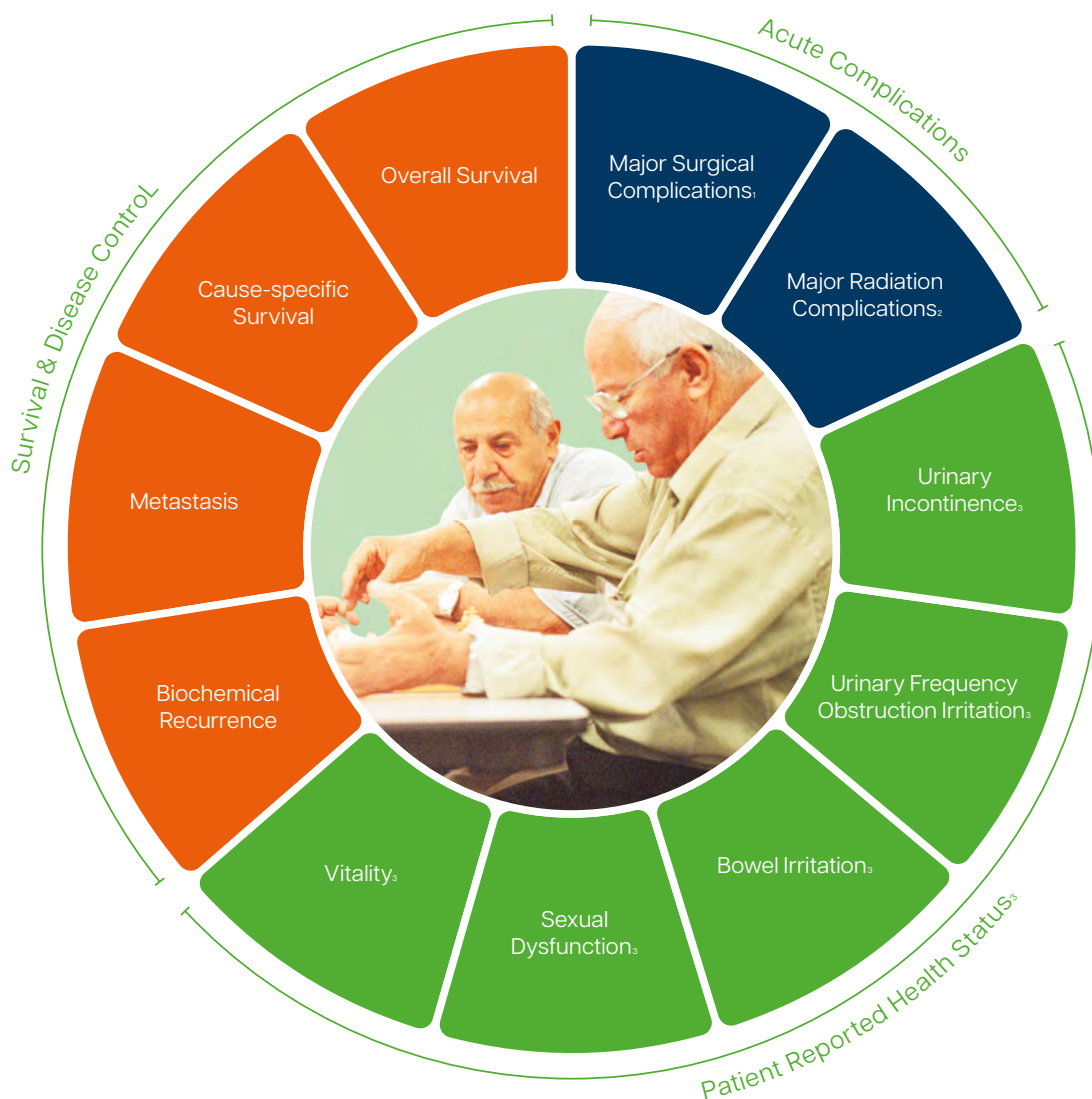 Acute Complications
Major Surgical
Complications₁
Major Radiation
Complications₂
Urinary
Incontinence₃
Urinary Frequency
Obstruction Irritation₃
Bowel Irritation₃
Sexual
Dysfunction₃
Vitality₃
Patient Reported Health Status₃
Biochemical
Recurrence
Metastasis
Cause-specific
Survival
Overall Survival
Survival & Disease ControL